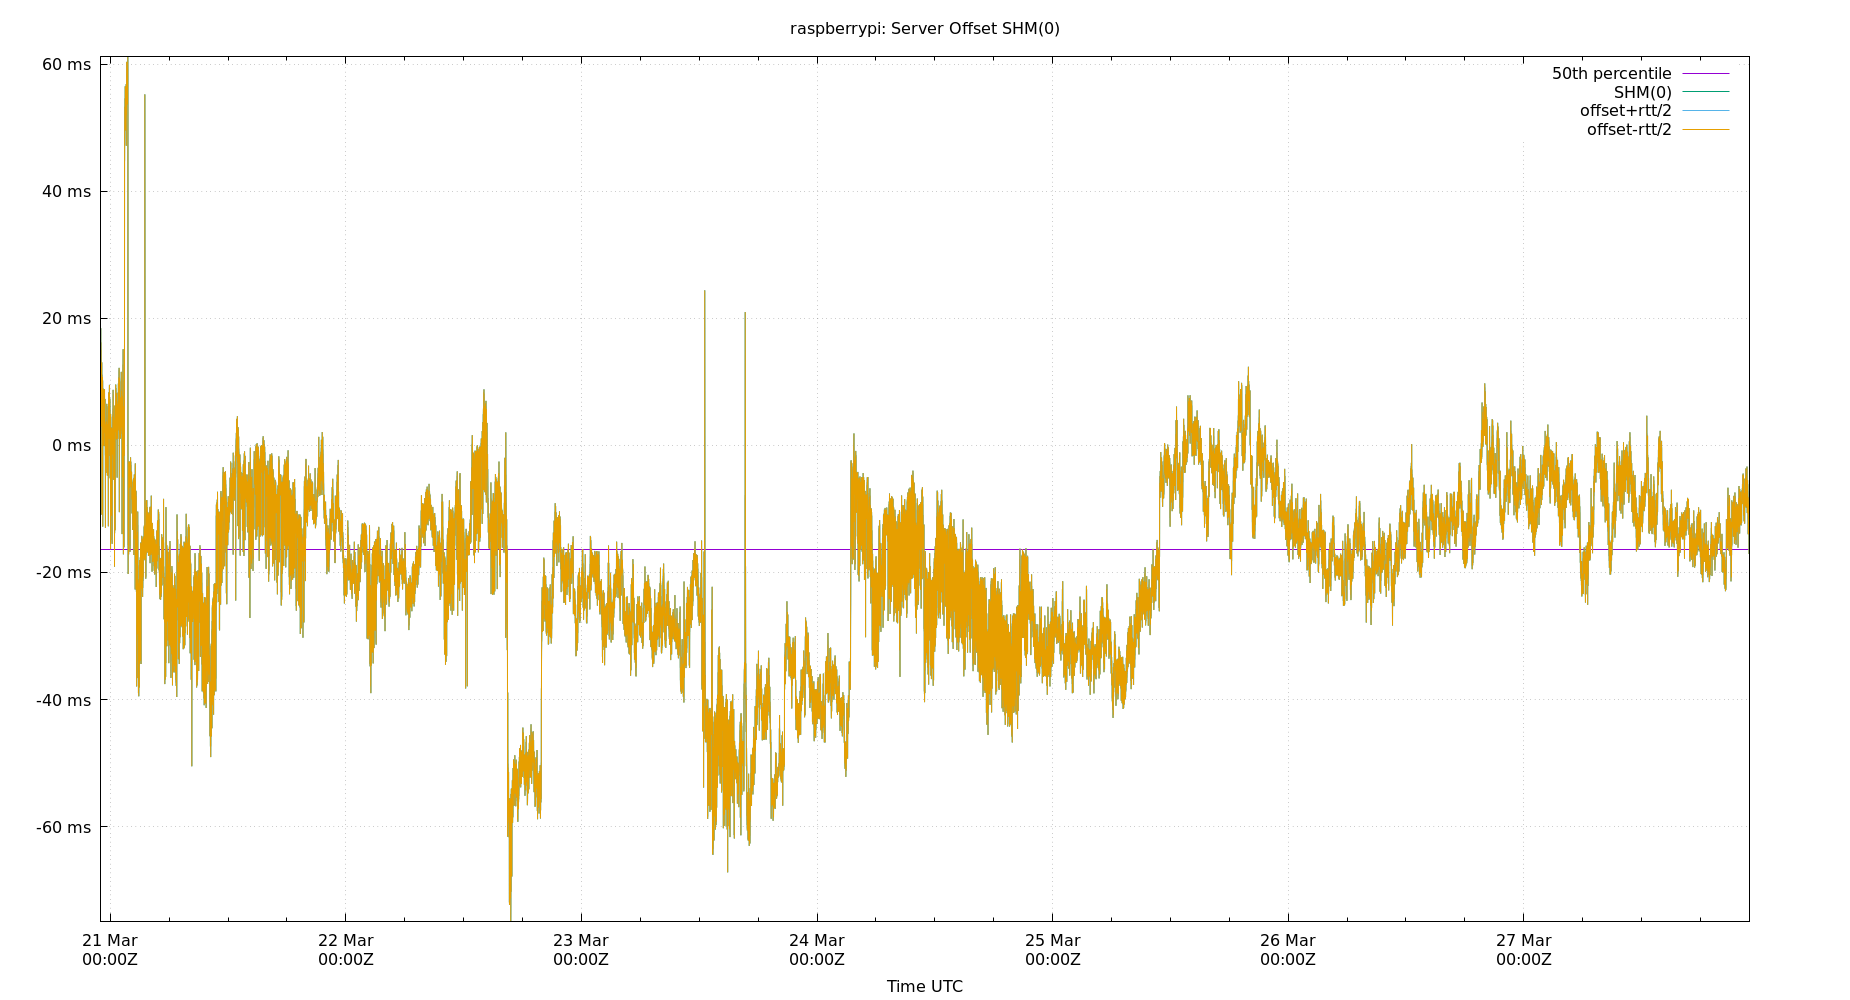 raspberrypi: Server Offset SHM(0)
60 ms
40 ms
20 ms
0 ms
-20 ms
-40 ms
-60 ms
50th percentile
SHM(0)
offset+rtt/2
offset-rtt/2
21 Mar 22 Mar 23 Mar 24 Mar 25 Mar 26 Mar 27 Mar
00:00Z 00:00Z 00:00Z 00:00Z 00:00Z 00:00Z 00:00Z
Time UTC